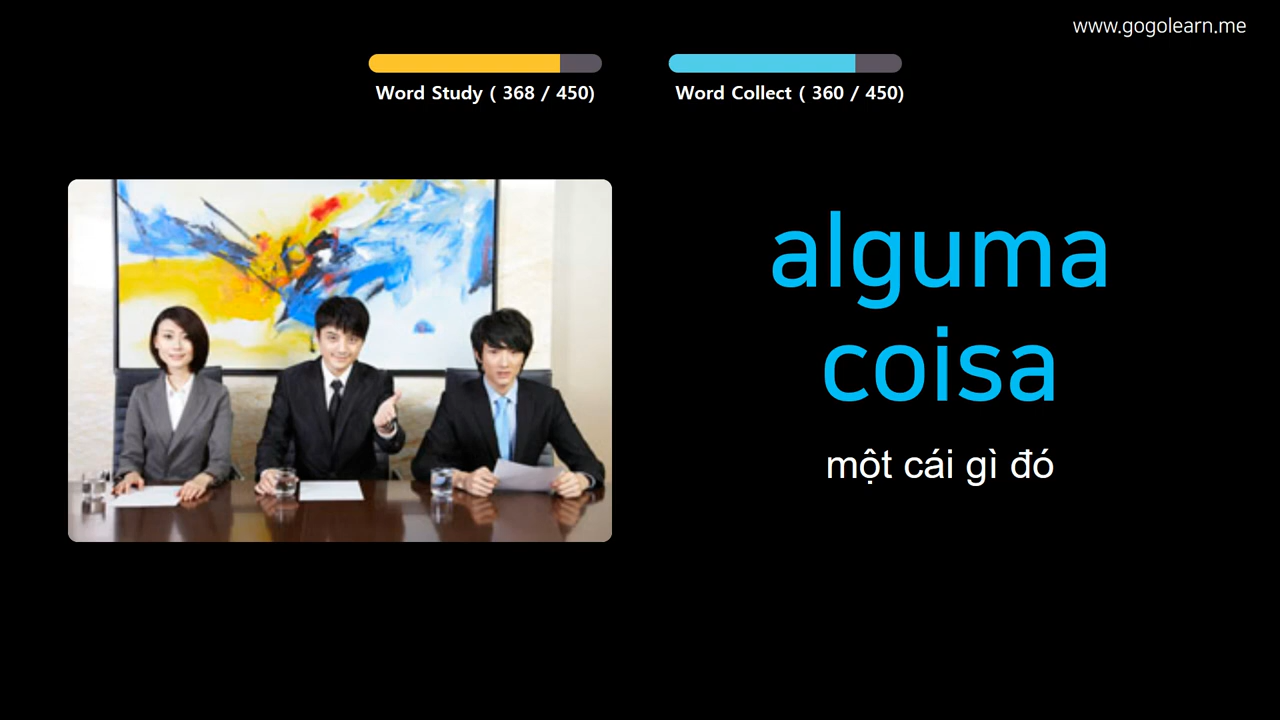 www.gogolearn.me
Word Study ( 368 / 450)
Word Collect ( 360 / 450)
alguma
coisa
một cái gì đó